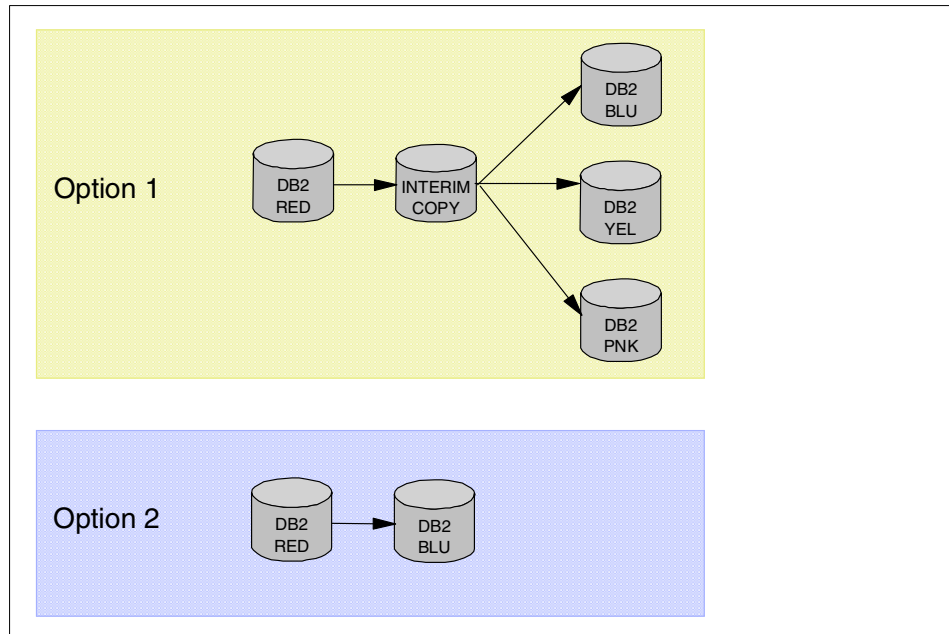 Option 1
DB2
RED
INTERIM
COPY
DB2
BLU
DB2
YEL
DB2
PNK
Option 2
DB2
RED
DB2
BLU